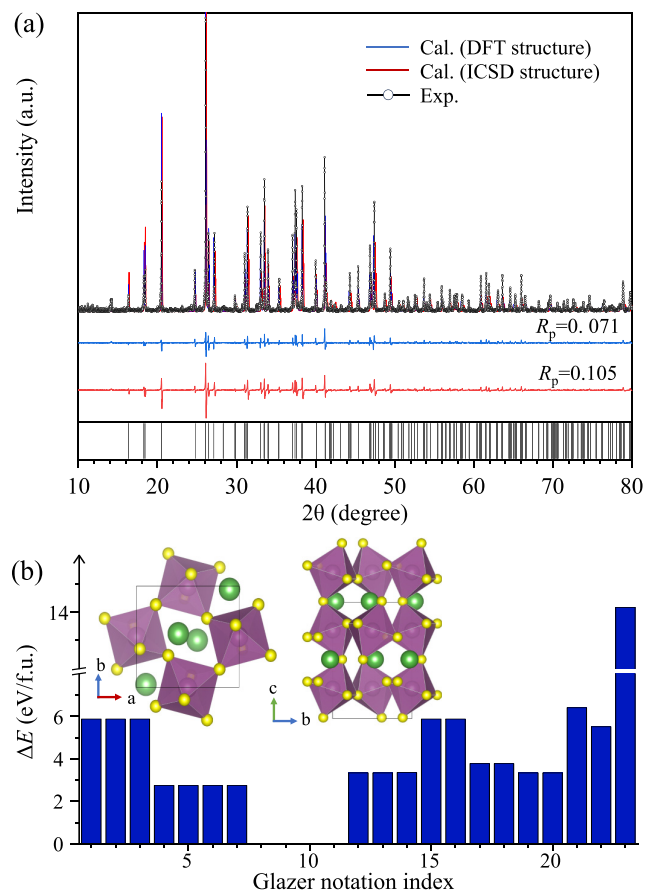 (a)
Intensity (a.u.)
Cal. (DFT structure)
Cal. (ICSD structure)
Exp.
Rp=0. 071
Rp=0.105
10 20 30 40 50 60 70 80
2θ (degree)
(b)
ΔE (eV/f.u.)
14
6
4
2
0
b
a
c
b
5 10 15 20
Glazer notation index